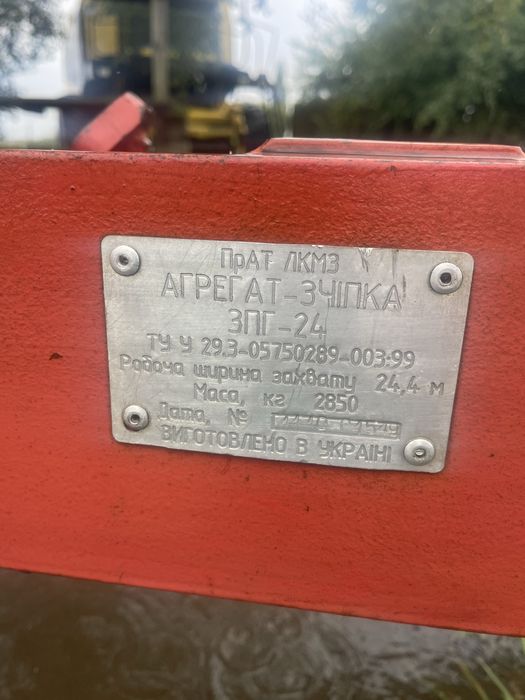 ПрАТ ЛКМЗ
АГРЕГАТ-ЗЧІПКА
ЗПГ-24
ТУ У 29.3-05750289-003:99
Робоча ширина захвату 24,4 м
Маса, кг 2850
Дата, №
ВИГОТОВЛЕНО В УКРАЇНІ